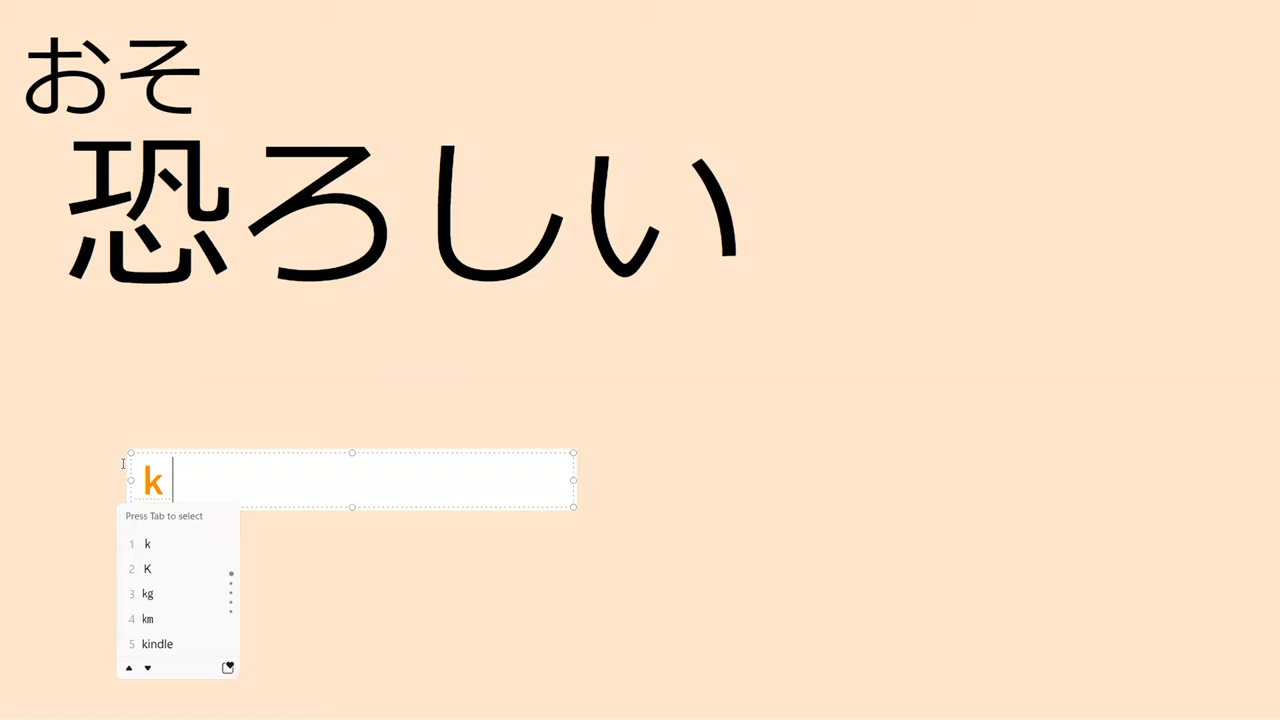 おそ
恐ろしい
k
Press Tab to select
1 k
2 K
3 kg
4 km
5 kindle